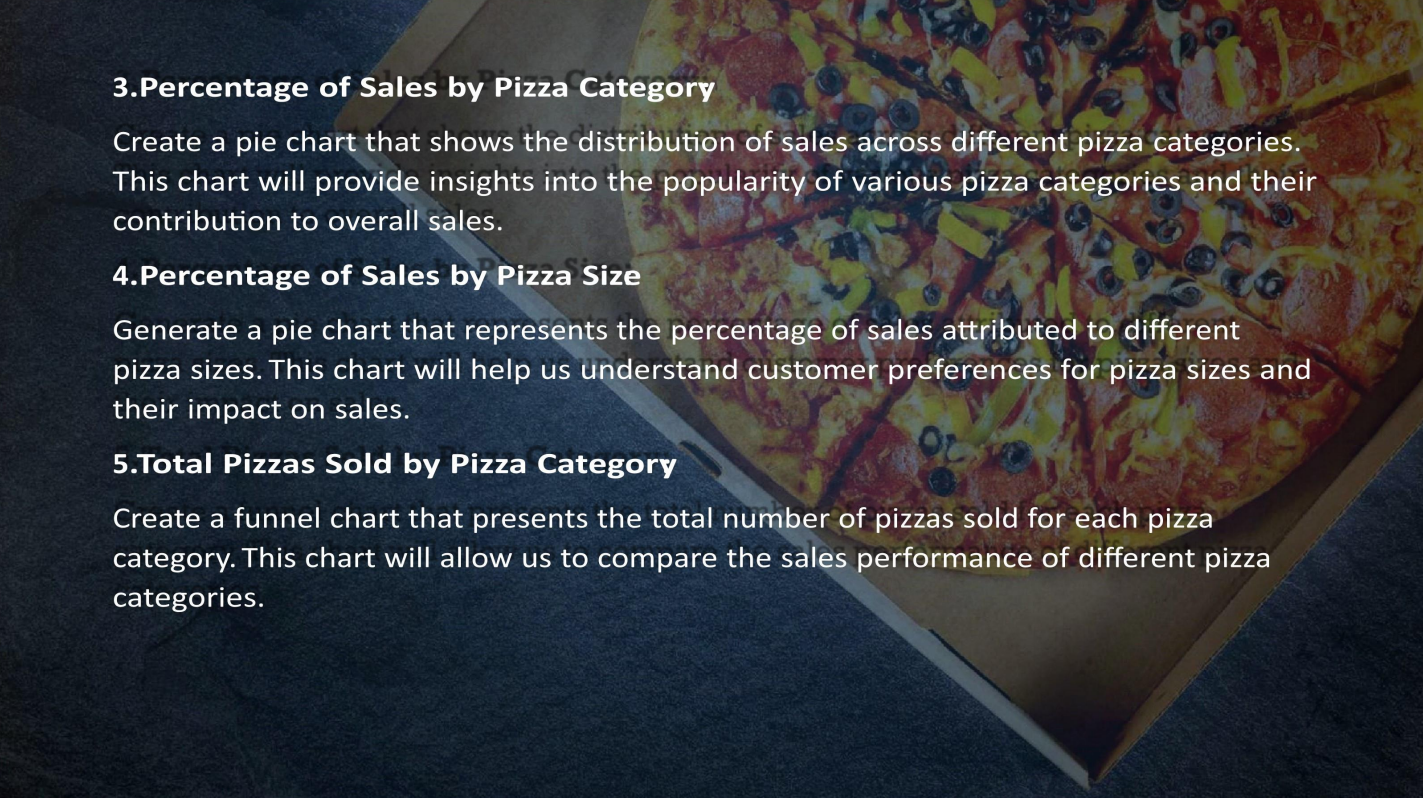 3.Percentage of Sales by Pizza Category
Create a pie chart that shows the distribution of sales across different pizza categories.
This chart will provide insights into the popularity of various pizza categories and their
contribution to overall sales.
4.Percentage of Sales by Pizza Size
Generate a pie chart that represents the percentage of sales attributed to different
pizza sizes. This chart will help us understand customer preferences for pizza sizes and
their impact on sales.
5.Total Pizzas Sold by Pizza Category
Create a funnel chart that presents the total number of pizzas sold for each pizza
category. This chart will allow us to compare the sales performance of different pizza
categories.